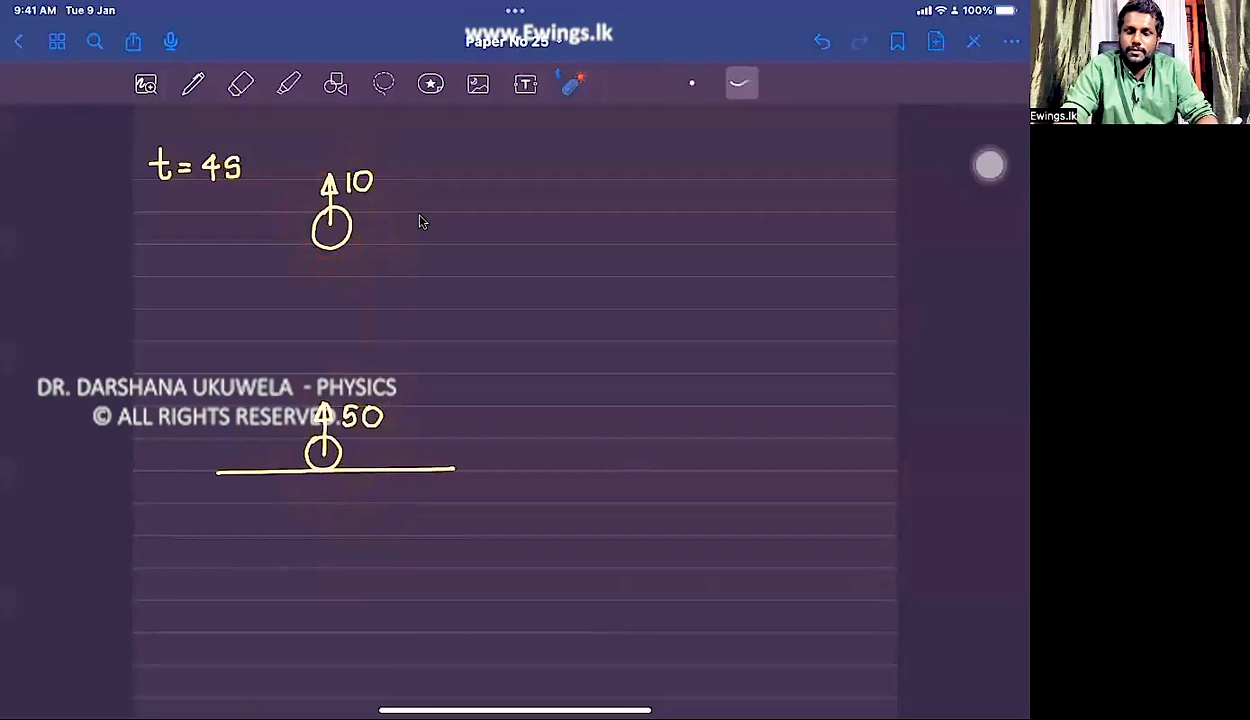 9:41 AM Tue 9 Jan
100%
www.Ewings.lk
Paper No 25
t = 4s
10
DR. DARSHANA UKUWELA - PHYSICS
© ALL RIGHTS RESERVED.
50
Ewings.lk